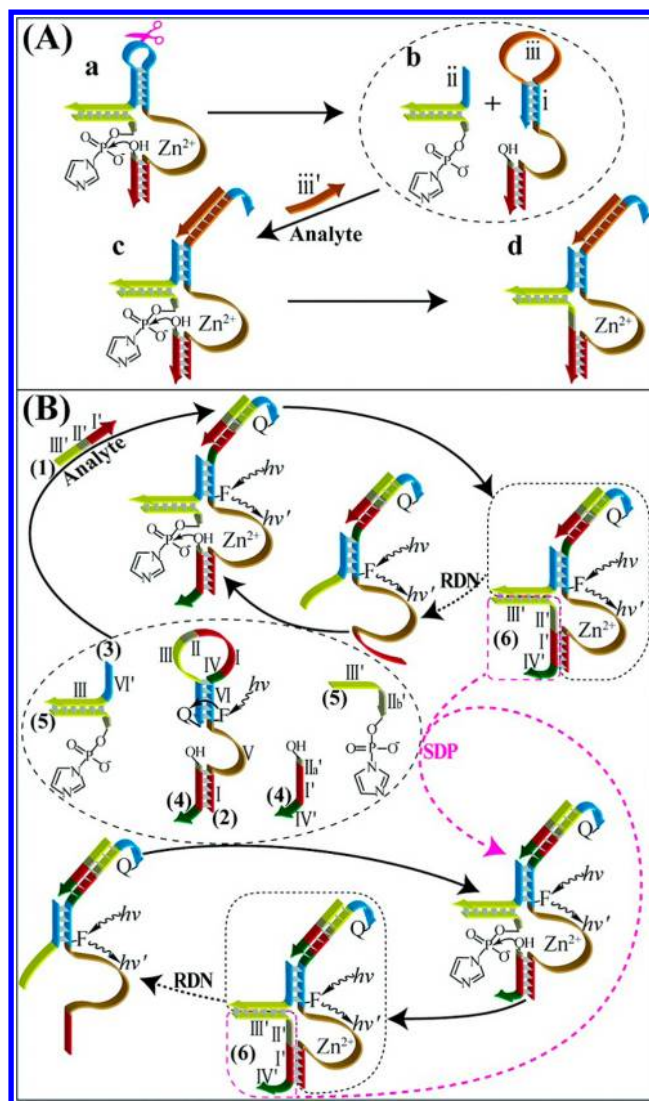 (A)
a
b
iii
ii
+
i
O
O
P
O-
OH
Zn2+
N
N
OH
O
O
P
O-
N
N
iii'
Analyte
c
d
O
O
P
O-
OH
Zn2+
N
N
Zn2+
(B)
III' II' I'
(1)
Analyte
Q
F
hν
hν'
O
O
P
O-
OH
Zn2+
N
N
Q
F
hν
hν'
RDN
Q
F
hν
hν'
III'
II'
Zn2+
(6)
I'
IV'
(3)
VI'
III
(5)
O
O
P
O-
N
N
III
II
I
IV
VI
hν
Q
F
V
OH
I
(4)
(2)
OH
IIa'
I'
(4)
IV'
III'
(5)
IIb'
O
O
P
O-
N
N
SDP
Q
F
hν
hν'
Q
F
hν
hν'
O
O
P
O-
OH
Zn2+
N
N
RDN
Q
F
hν
hν'
III'
II'
Zn2+
(6)
I'
IV'